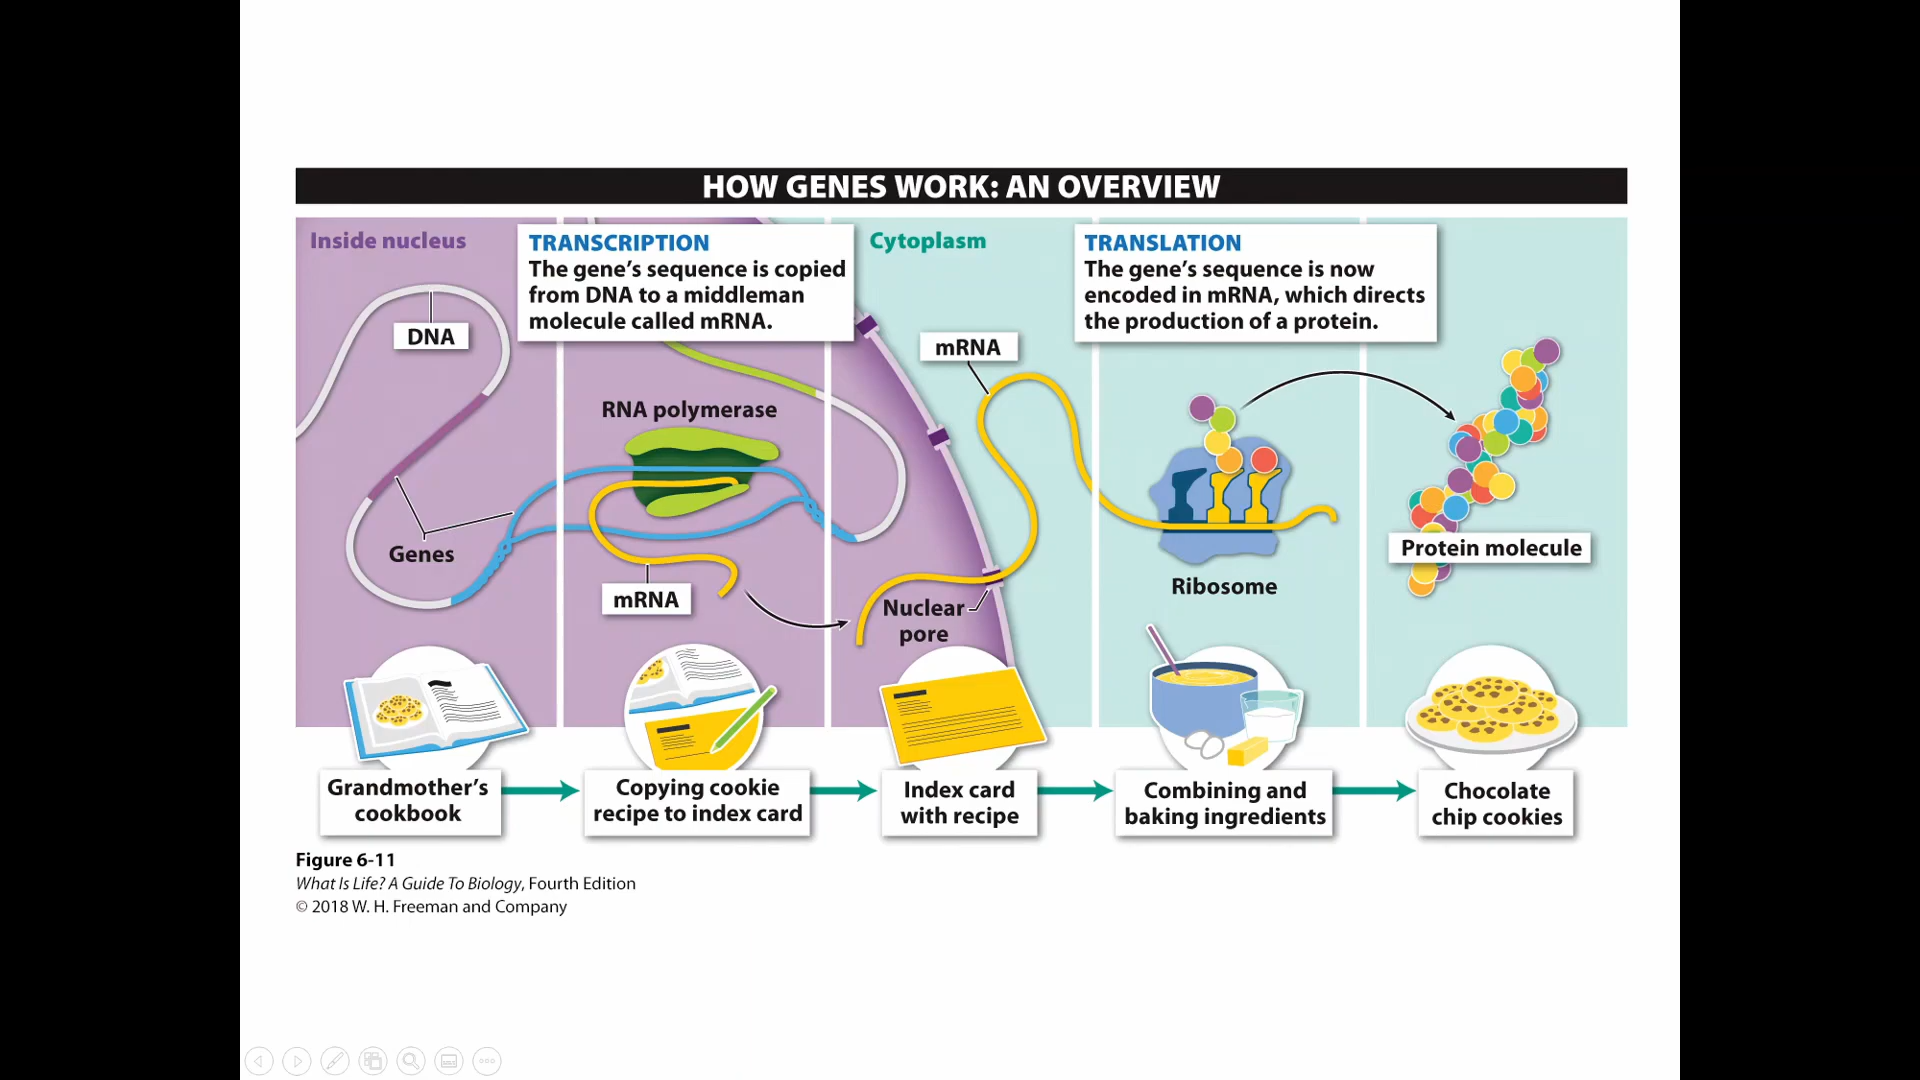 HOW GENES WORK: AN OVERVIEW
Inside nucleus
TRANSCRIPTION
The gene's sequence is copied
from DNA to a middleman
molecule called mRNA.
Cytoplasm
TRANSLATION
The gene's sequence is now
encoded in mRNA, which directs
the production of a protein.
DNA
mRNA
RNA polymerase
Genes
mRNA
Nuclear
pore
Ribosome
Protein molecule
Grandmother's
cookbook
Copying cookie
recipe to index card
Index card
with recipe
Combining and
baking ingredients
Chocolate
chip cookies
Figure 6-11
What Is Life? A Guide To Biology, Fourth Edition
© 2018 W. H. Freeman and Company